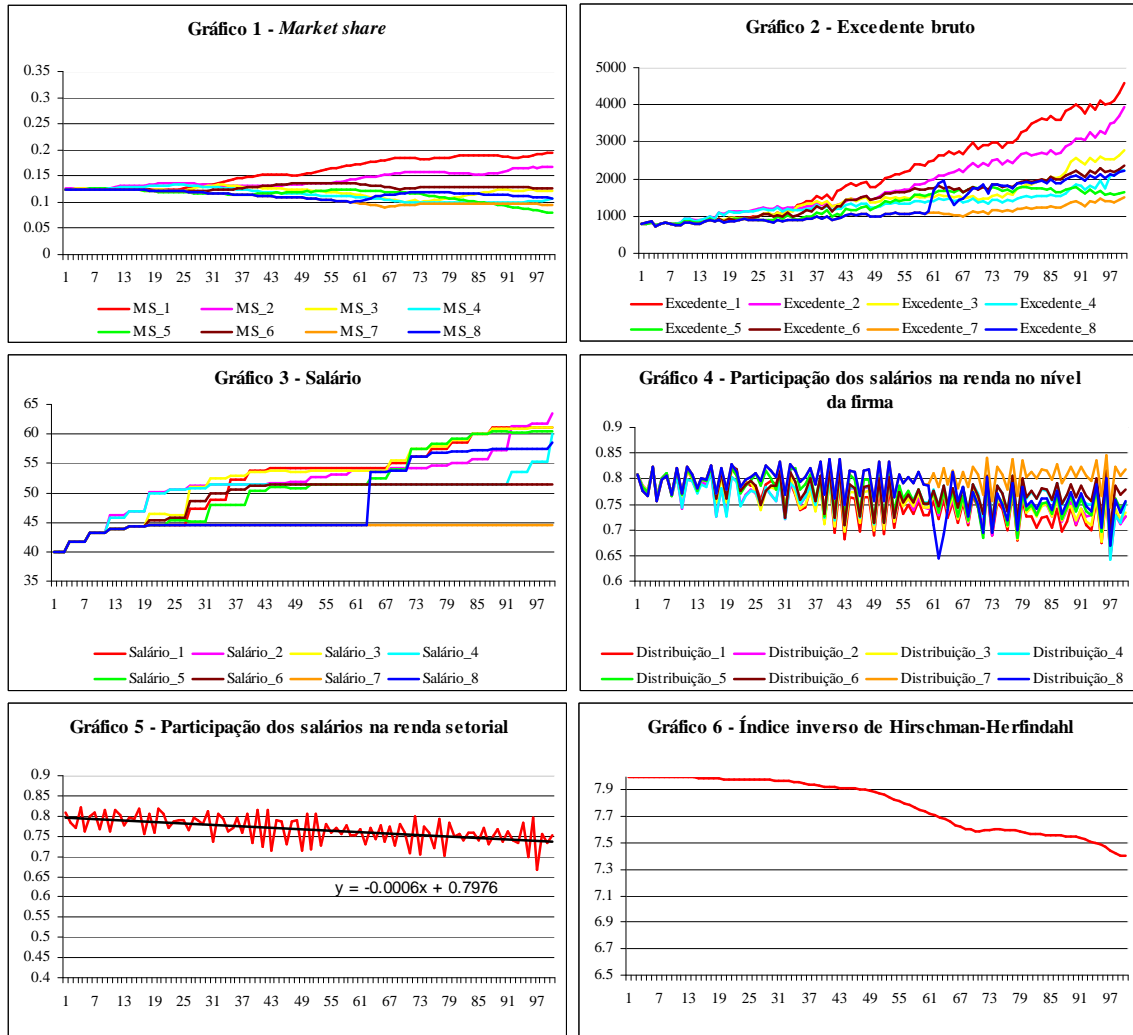 Gráfico 1 - Market share
0.35
0.3
0.25
0.2
0.15
0.1
0.05
0
1 7 13 19 25 31 37 43 49 55 61 67 73 79 85 91 97
MS_1 MS_2 MS_3 MS_4
MS_5 MS_6 MS_7 MS_8
Gráfico 2 - Excedente bruto
5000
4000
3000
2000
1000
0
1 7 13 19 25 31 37 43 49 55 61 67 73 79 85 91 97
Excedente_1 Excedente_2 Excedente_3 Excedente_4
Excedente_5 Excedente_6 Excedente_7 Excedente_8
Gráfico 3 - Salário
65
60
55
50
45
40
35
1 7 13 19 25 31 37 43 49 55 61 67 73 79 85 91 97
Salário_1 Salário_2 Salário_3 Salário_4
Salário_5 Salário_6 Salário_7 Salário_8
Gráfico 4 - Participação dos salários na renda no nível
da firma
0.9
0.85
0.8
0.75
0.7
0.65
0.6
1 7 13 19 25 31 37 43 49 55 61 67 73 79 85 91 97
Distribuição_1 Distribuição_2 Distribuição_3 Distribuição_4
Distribuição_5 Distribuição_6 Distribuição_7 Distribuição_8
Gráfico 5 - Participação dos salários na renda setorial
0.9
0.85
0.8
0.75
0.7
0.65
0.6
0.55
0.5
0.45
0.4
y = -0.0006x + 0.7976
1 7 13 19 25 31 37 43 49 55 61 67 73 79 85 91 97
Gráfico 6 - Índice inverso de Hirschman-Herfindahl
7.9
7.7
7.5
7.3
7.1
6.9
6.7
6.5
1 7 13 19 25 31 37 43 49 55 61 67 73 79 85 91 97